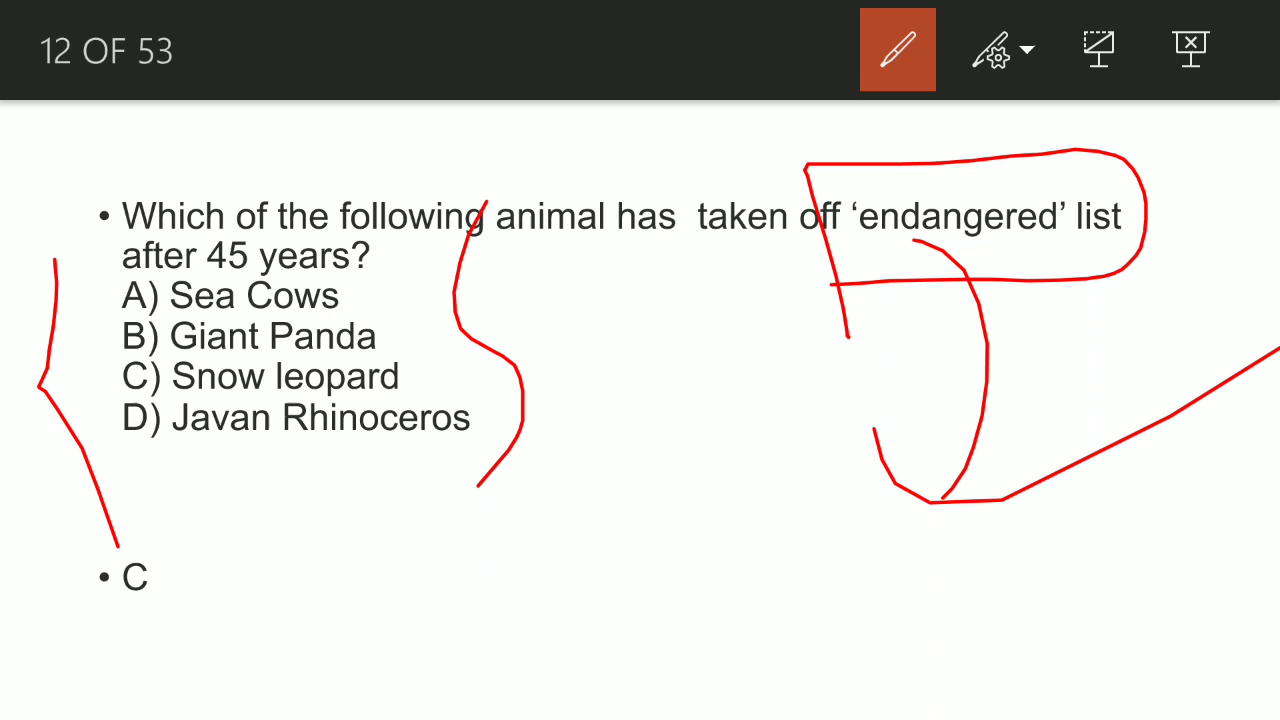 12 OF 53
• Which of the following animal has  taken off ‘endangered’ list
after 45 years?
A) Sea Cows
B) Giant Panda
C) Snow leopard
D) Javan Rhinoceros
• C